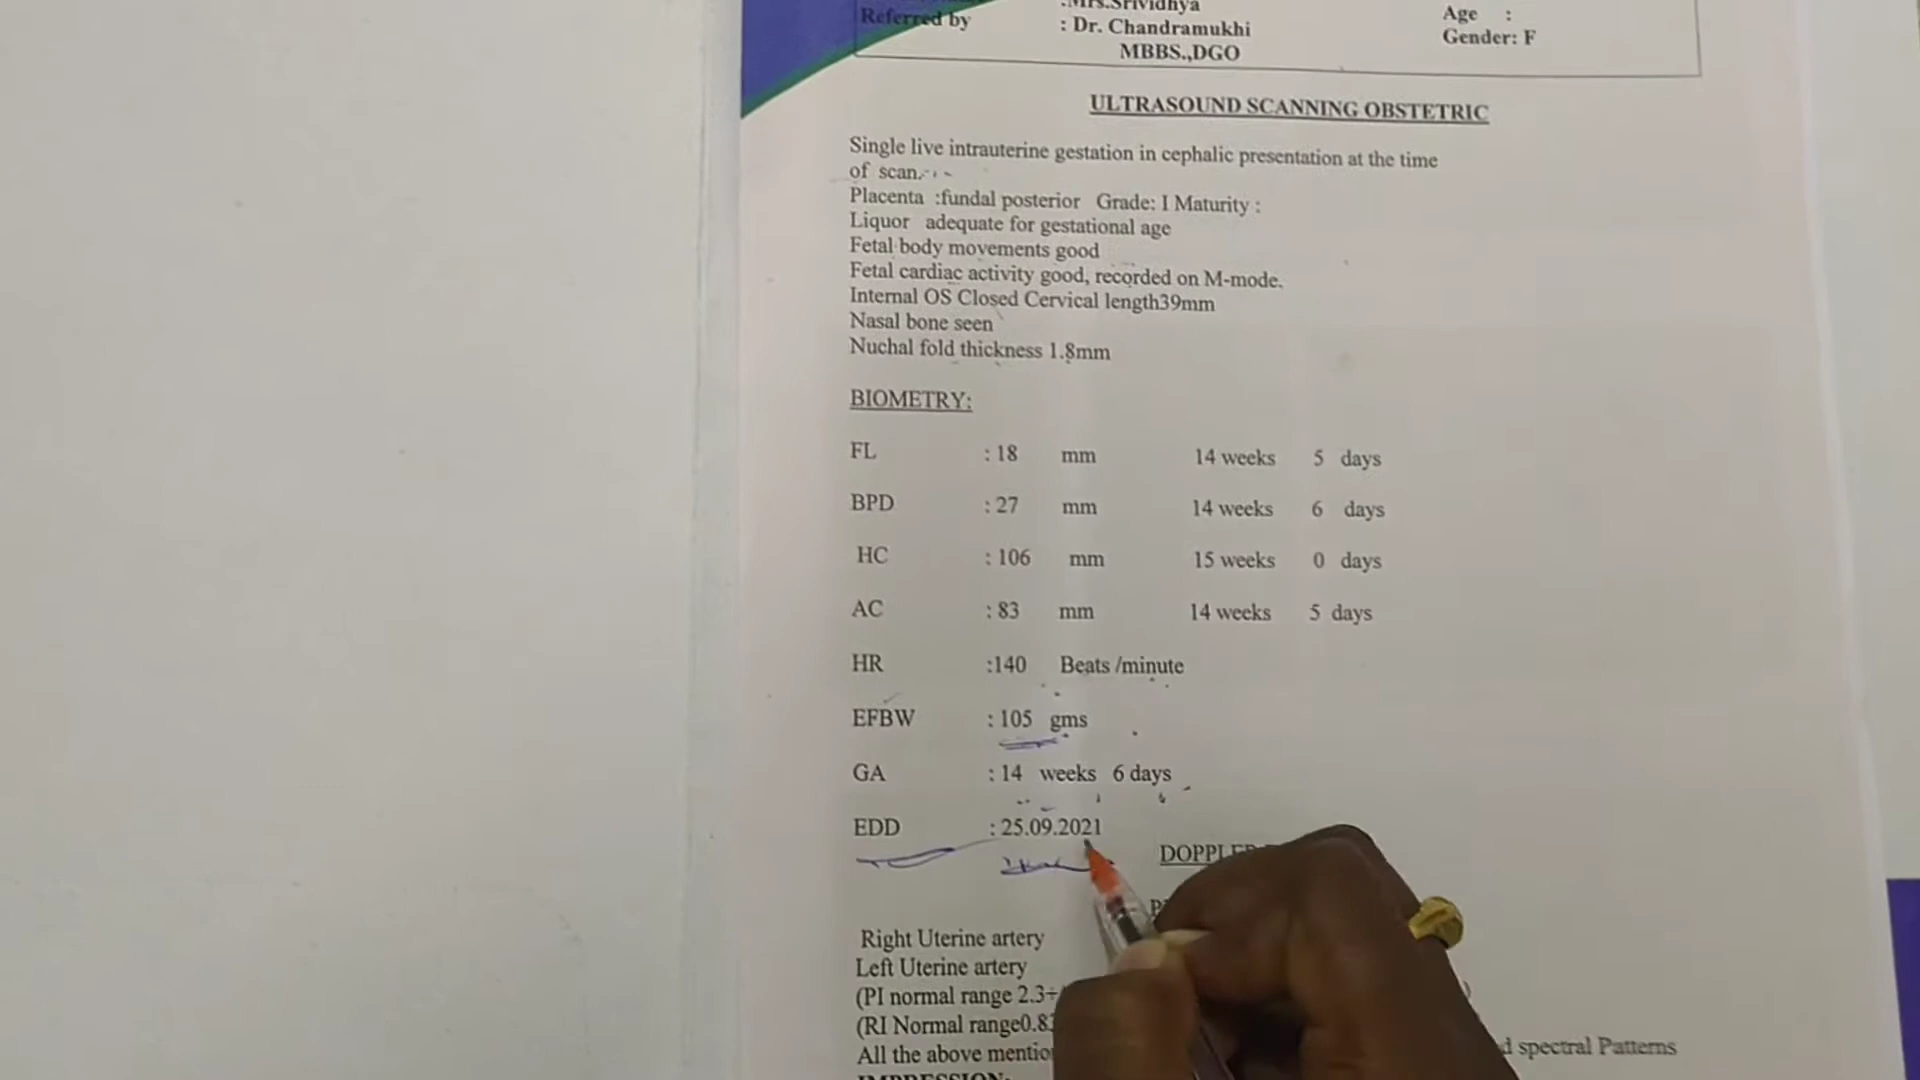 :Mrs.Srividhya Age :
Referred by : Dr. Chandramukhi Gender: F
MBBS.,DGO
ULTRASOUND SCANNING OBSTETRIC
Single live intrauterine gestation in cephalic presentation at the time
of scan.
Placenta :fundal posterior Grade: I Maturity :
Liquor adequate for gestational age
Fetal body movements good
Fetal cardiac activity good, recorded on M-mode.
Internal OS Closed Cervical length39mm
Nasal bone seen
Nuchal fold thickness 1.8mm
BIOMETRY:
FL : 18 mm 14 weeks 5 days
BPD : 27 mm 14 weeks 6 days
HC : 106 mm 15 weeks 0 days
AC : 83 mm 14 weeks 5 days
HR :140 Beats /minute
EFBW : 105 gms
GA : 14 weeks 6 days
EDD : 25.09.2021
Right Uterine artery
Left Uterine artery
(PI normal range 2.3
(RI Normal range0.8
All the above spectral Patterns